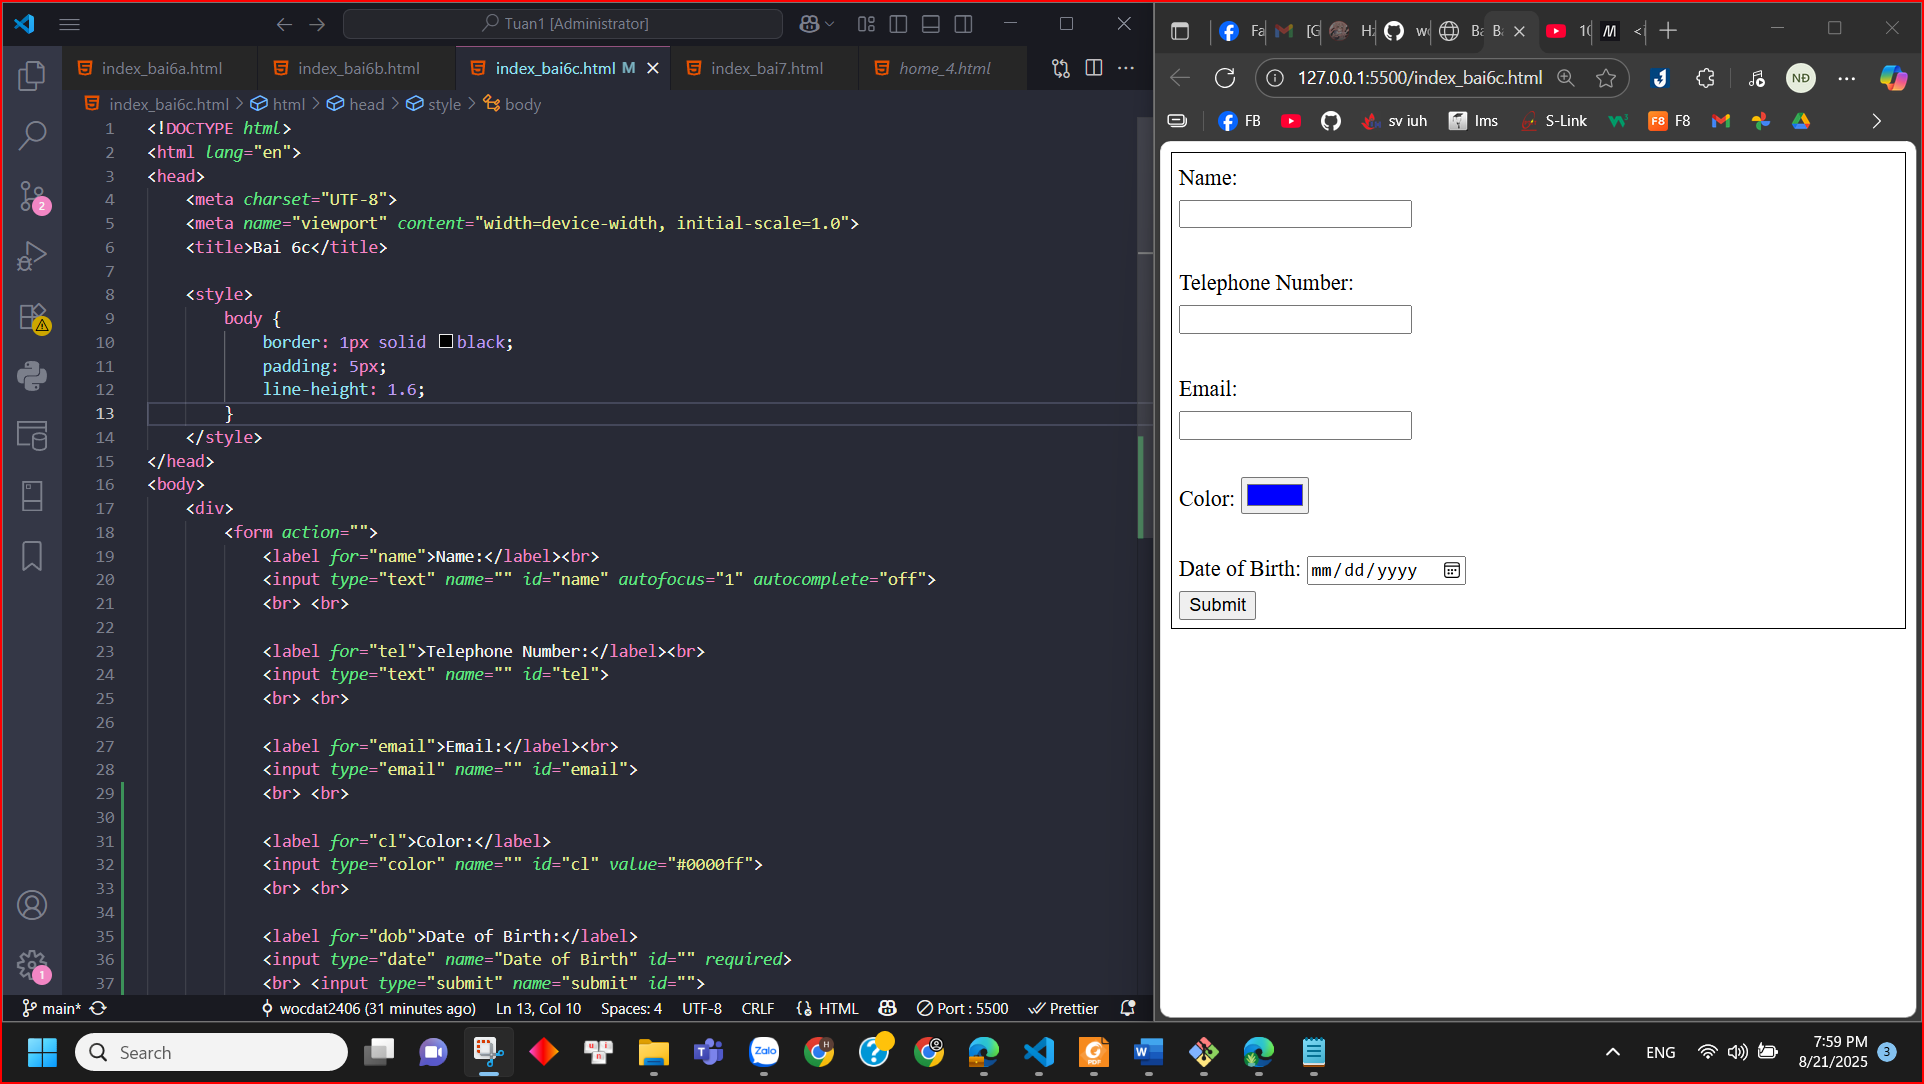 Tuan1 [Administrator]
index_bai6a.html
index_bai6b.html
index_bai6c.html M
index_bai7.html
home_4.html
index_bai6c.html > html > head > style > body
1 <!DOCTYPE html>
2 <html lang="en">
3 <head>
4 <meta charset="UTF-8">
5 <meta name="viewport" content="width=device-width, initial-scale=1.0">
6 <title>Bai 6c</title>
7
8 <style>
9 body {
10 border: 1px solid black;
11 padding: 5px;
12 line-height: 1.6;
13 }
14 </style>
15 </head>
16 <body>
17 <div>
18 <form action="">
19 <label for="name">Name:</label><br>
20 <input type="text" name="" id="name" autofocus="1" autocomplete="off">
21 <br> <br>
22
23 <label for="tel">Telephone Number:</label><br>
24 <input type="text" name="" id="tel">
25 <br> <br>
26
27 <label for="email">Email:</label><br>
28 <input type="email" name="" id="email">
29 <br> <br>
30
31 <label for="cl">Color:</label>
32 <input type="color" name="" id="cl" value="#0000ff">
33 <br> <br>
34
35 <label for="dob">Date of Birth:</label>
36 <input type="date" name="Date of Birth" id="" required>
37 <br> <input type="submit" name="submit" id="">
2
1
main*
wocdat2406 (31 minutes ago)
Ln 13, Col 10
Spaces: 4
UTF-8
CRLF
HTML
Port : 5500
Prettier
127.0.0.1:5500/index_bai6c.html
NĐ
FB
sv iuh
lms
S-Link
F8
F8
Name:
Telephone Number:
Email:
Color:
Date of Birth: mm/dd/yyyy
Submit
Search
Zalo
ENG
7:59 PM
8/21/2025
3